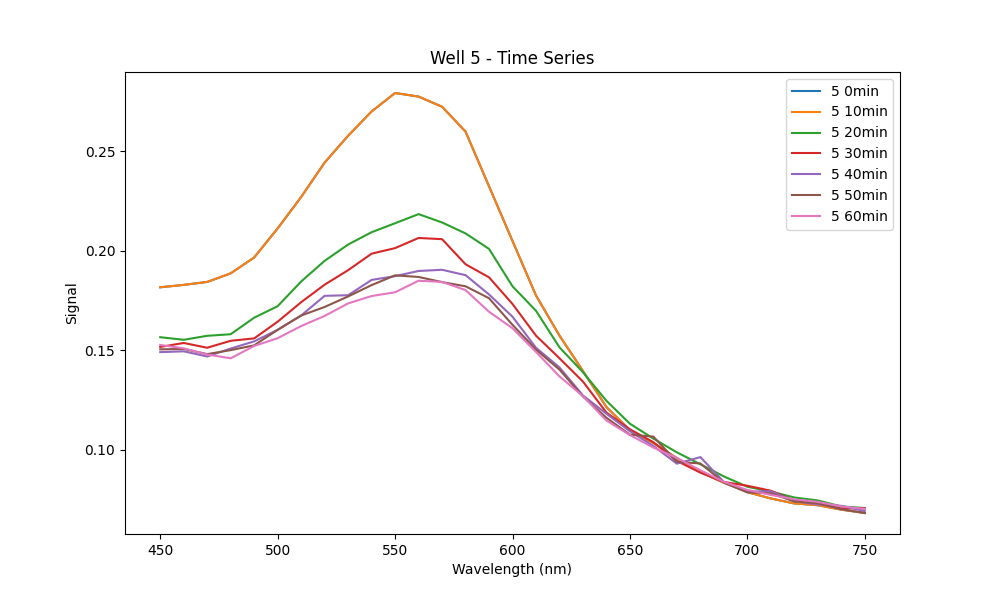 Well 5 - Time Series
5 0min
5 10min
5 20min
5 30min
5 40min
5 50min
5 60min
Signal
0.25
0.20
0.15
0.10
450 500 550 600 650 700 750
Wavelength (nm)